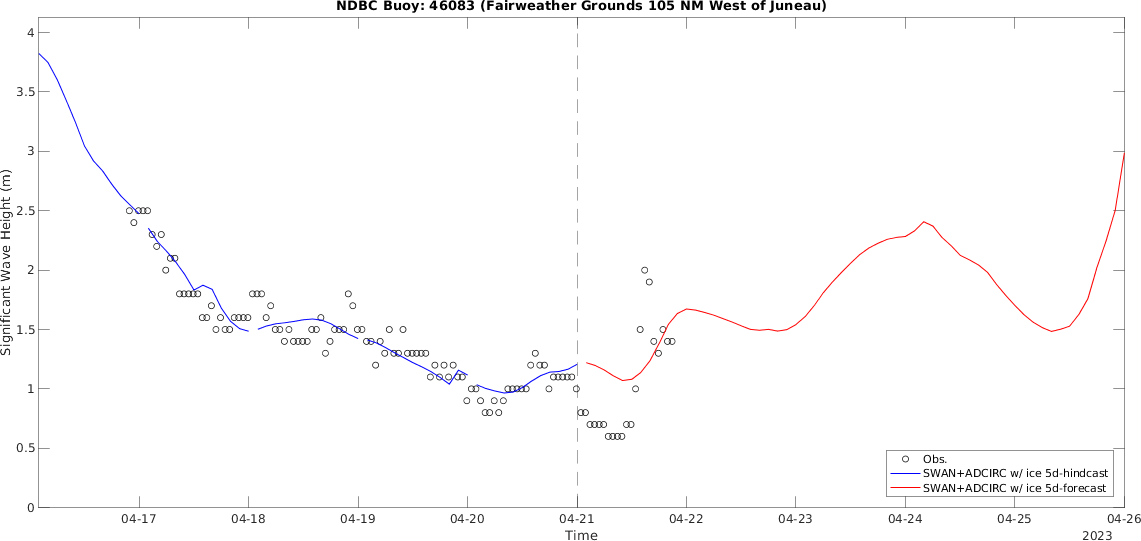 NDBC Buoy: 46083 (Fairweather Grounds 105 NM West of Juneau)
4
3.5
3
2.5
2
1.5
1
0.5
0
Significant Wave Height (m)
Obs.
SWAN+ADCIRC w/ ice 5d-hindcast
SWAN+ADCIRC w/ ice 5d-forecast
04-17 04-18 04-19 04-20 04-21 04-22 04-23 04-24 04-25 04-26
Time
2023